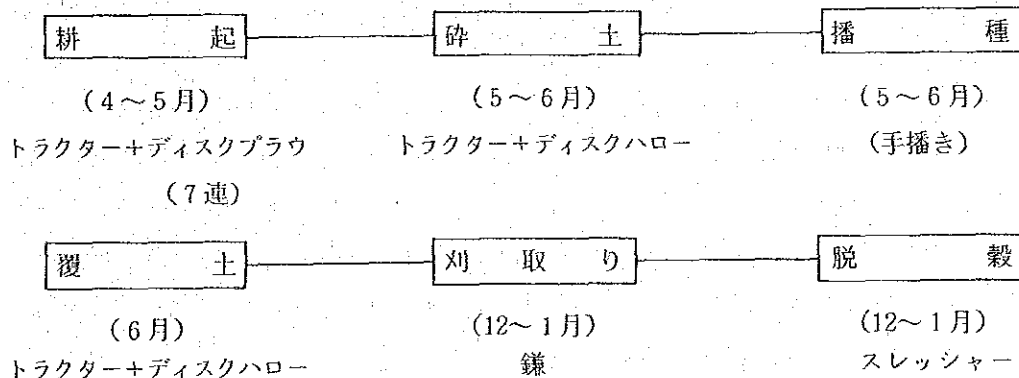 耕起 砕土 播種
(4～5月) (5～6月) (5～6月)
トラクター＋ディスクプラウ トラクター＋ディスクハロー (手播き)
(7連)
覆土 刈取り 脱穀
(6月) (12～1月) (12～1月)
トラクター＋ディスクハロー 鎌 スレッシャー